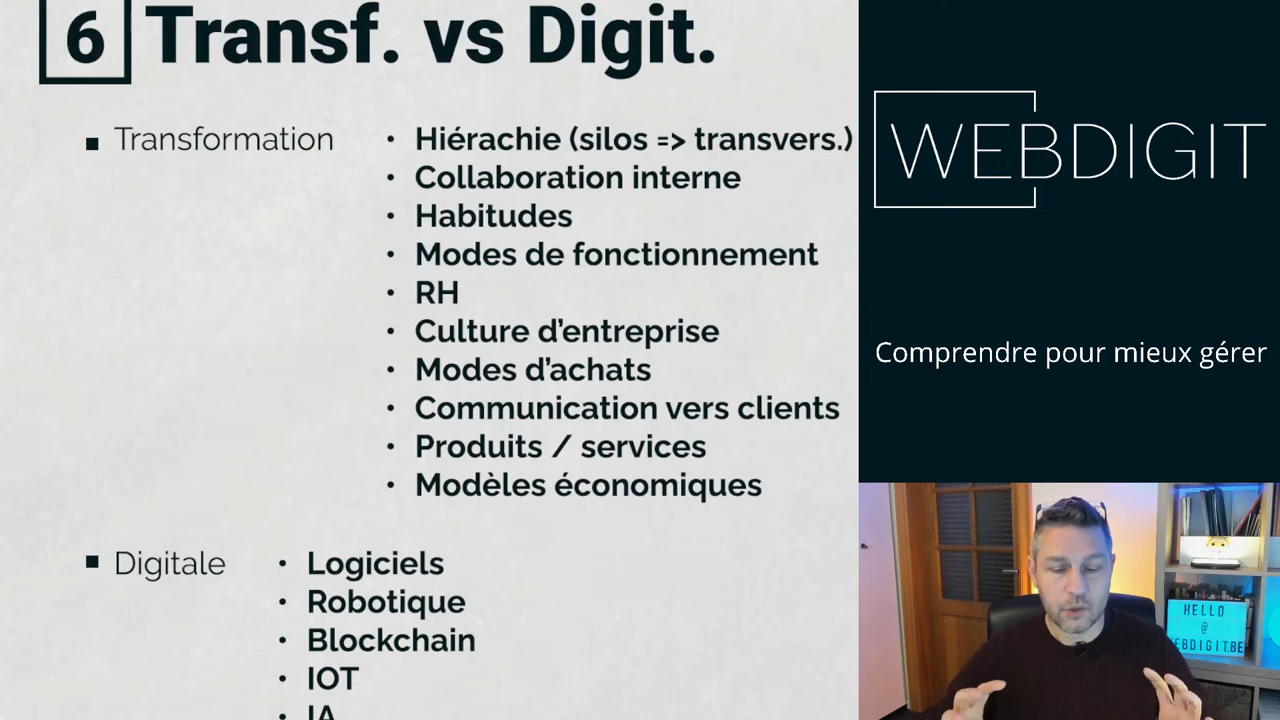 6 Transf. vs Digit.
Transformation
Hiérachie (silos => transvers.)
Collaboration interne
Habitudes
Modes de fonctionnement
RH
Culture d'entreprise
Modes d'achats
Communication vers clients
Produits / services
Modèles économiques
Digitale
Logiciels
Robotique
Blockchain
IOT
IA
WEBDIGIT
Comprendre pour mieux gérer
HELLO
@
WEBDIGIT.BE